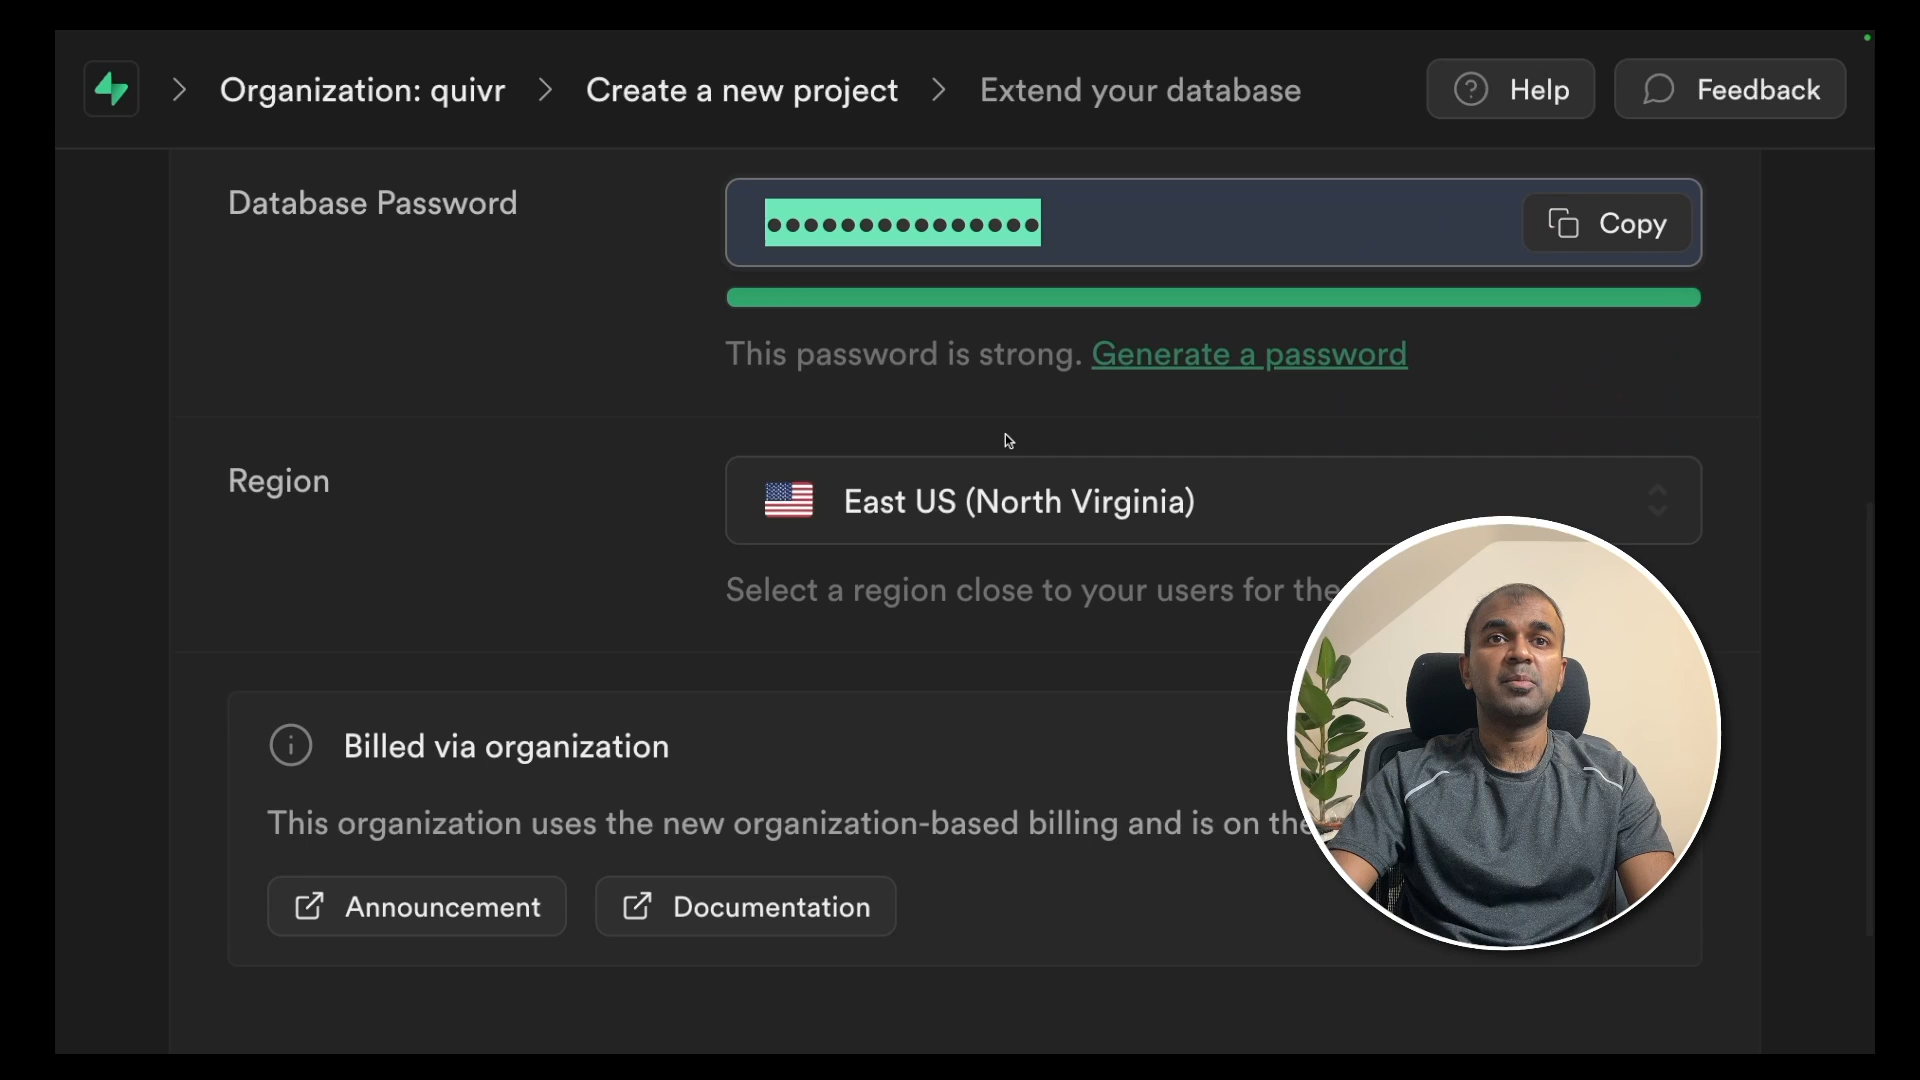 Organization: quivr
Create a new project
Extend your database
Help
Feedback
Database Password
Copy
This password is strong. Generate a password
Region
East US (North Virginia)
Select a region close to your users for the
Billed via organization
This organization uses the new organization-based billing and is on the
Announcement
Documentation